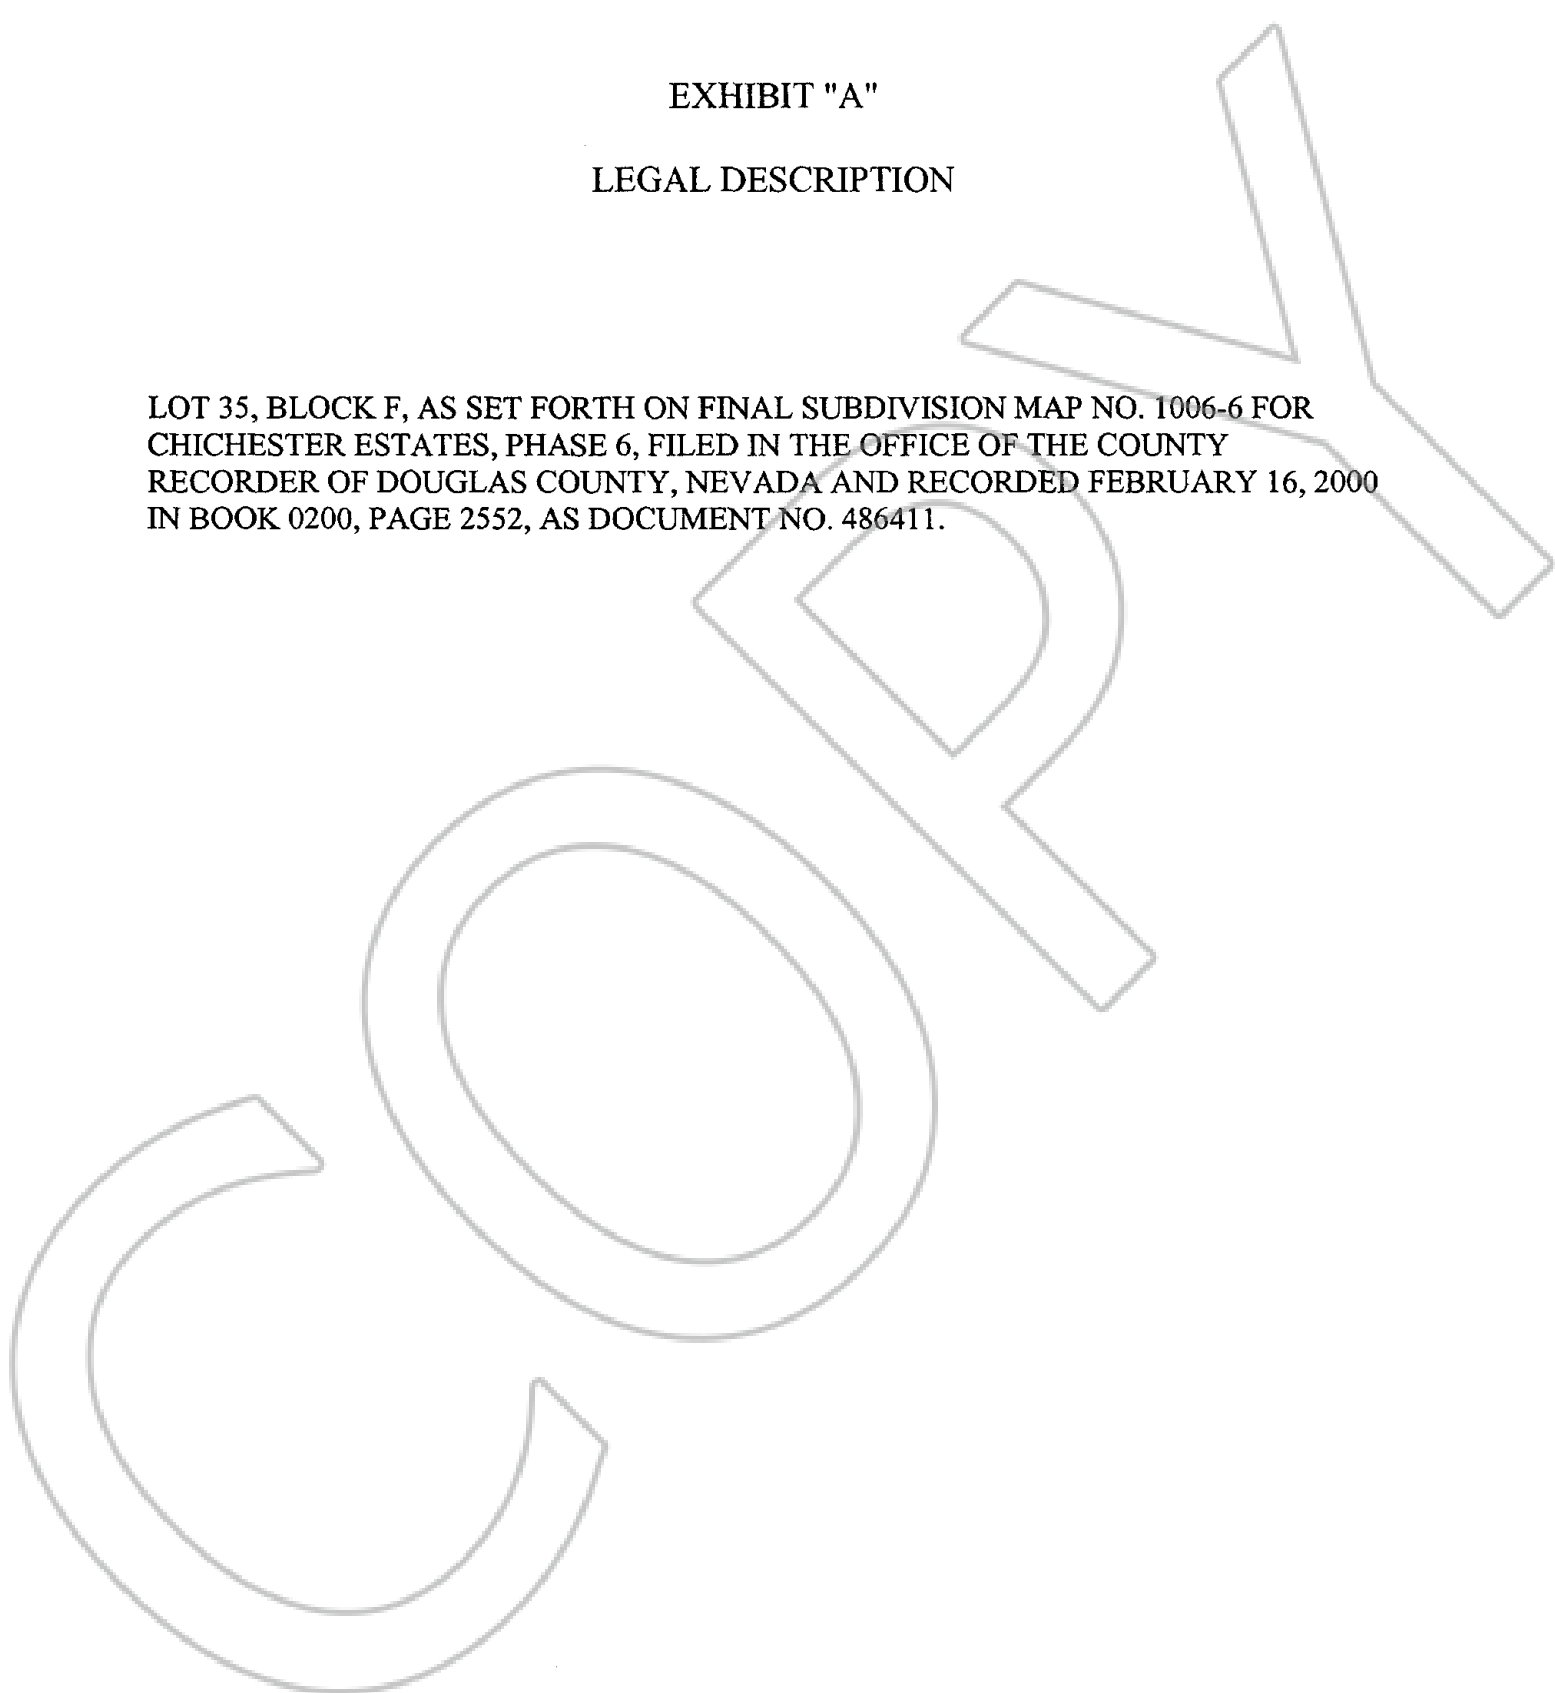 EXHIBIT "A"
LEGAL DESCRIPTION
LOT 35, BLOCK F, AS SET FORTH ON FINAL SUBDIVISION MAP NO. 1006-6 FOR
CHICHESTER ESTATES, PHASE 6, FILED IN THE OFFICE OF THE COUNTY
RECORDER OF DOUGLAS COUNTY, NEVADA AND RECORDED FEBRUARY 16, 2000
IN BOOK 0200, PAGE 2552, AS DOCUMENT NO. 486411.
COPY